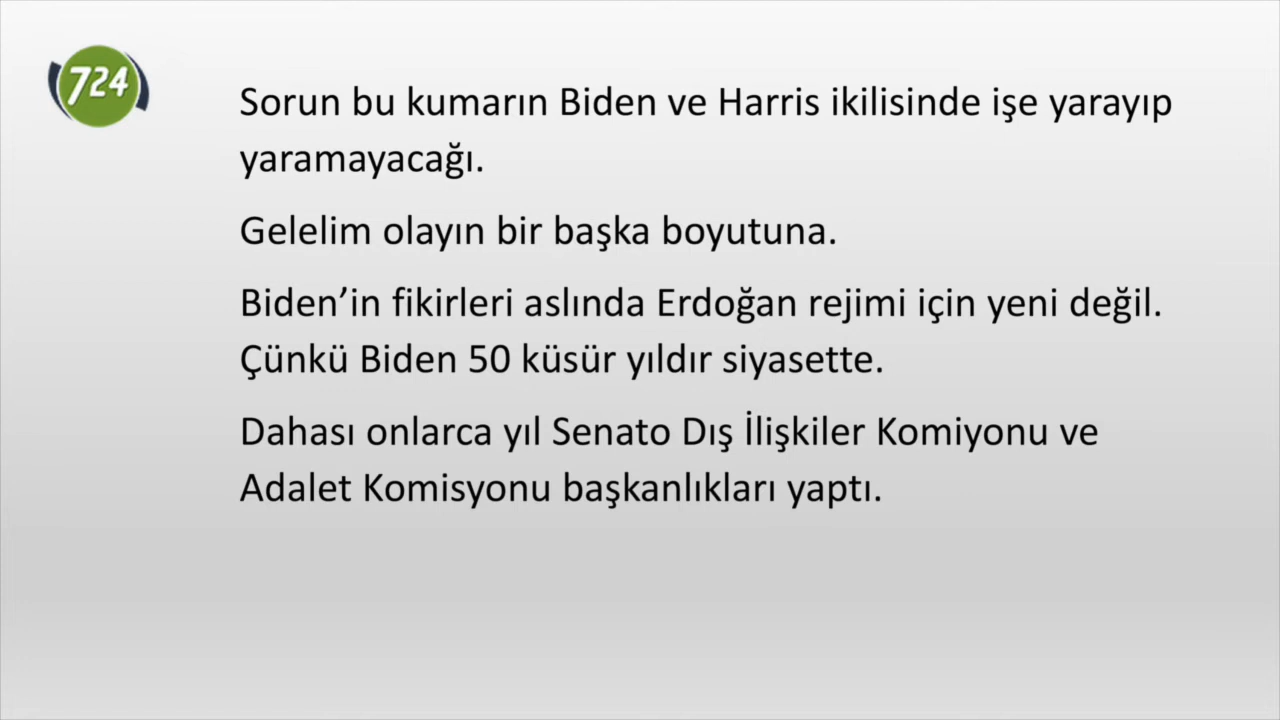 724
Sorun bu kumarın Biden ve Harris ikilisinde işe yarayıp
yaramayacağı.
Gelelim olayın bir başka boyutuna.
Biden’in fikirleri aslında Erdoğan rejimi için yeni değil.
Çünkü Biden 50 küsür yıldır siyasette.
Dahası onlarca yıl Senato Dış İlişkiler Komiyonu ve
Adalet Komisyonu başkanlıkları yaptı.